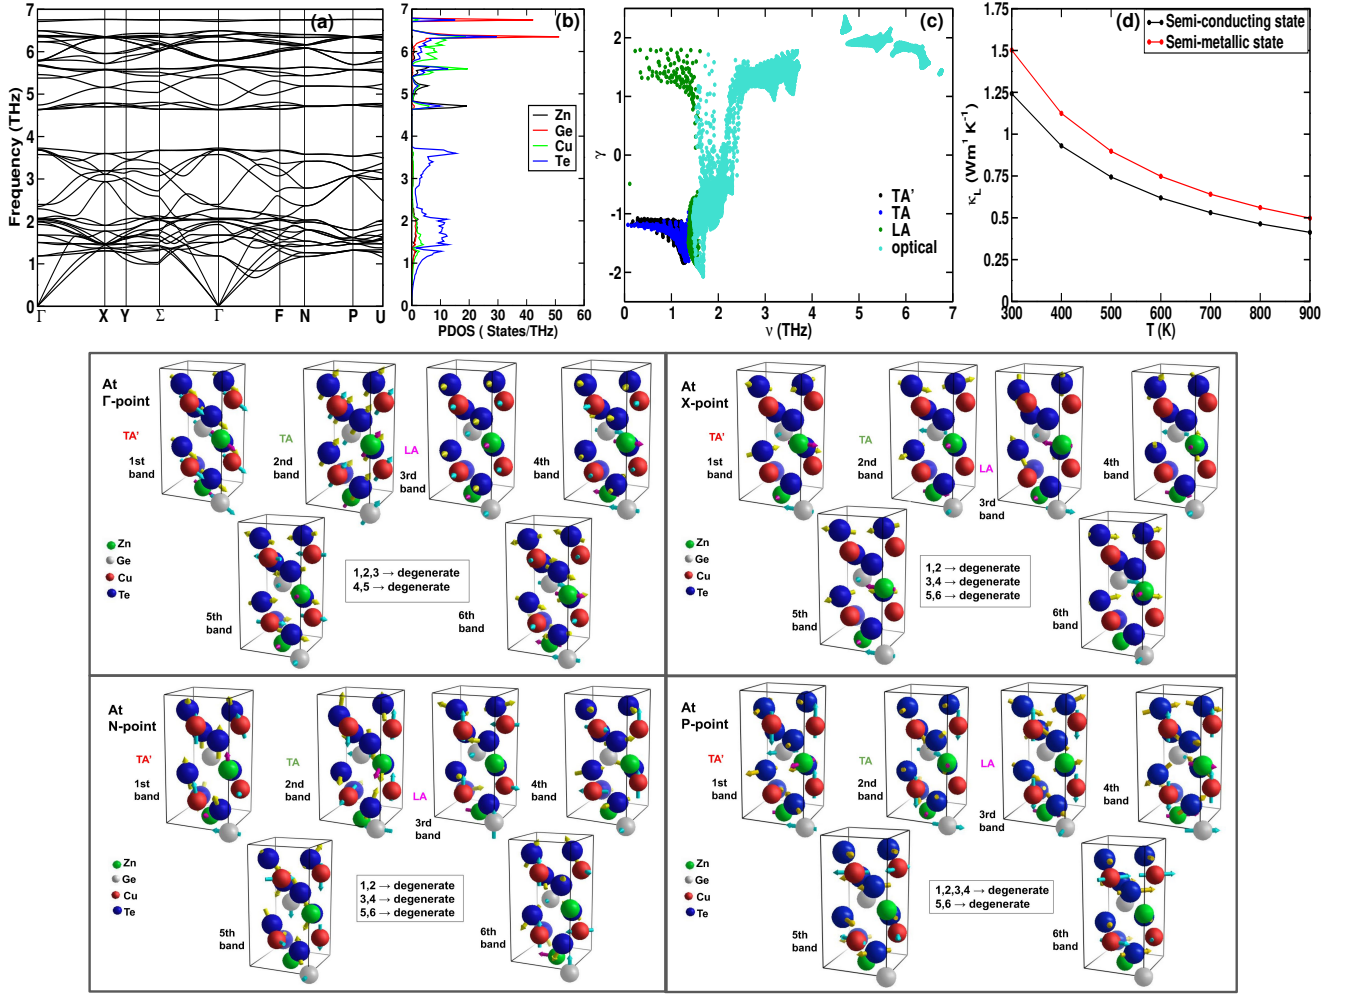 (a)
Frequency (THz)
7
6
5
4
3
2
1
0
Γ X Y Σ Γ F N P U
(b)
7
6
5
4
3
2
1
0
Zn
Ge
Cu
Te
0 10 20 30 40 50
PDOS ( States/THz)
(c)
γ
2
1
0
-1
-2
TA'
TA
LA
optical
0 1 2 3 4 5 6 7
ν (THz)
(d)
Semi-conducting state
Semi-metallic state
κL (Wm⁻¹ K⁻¹)
1.75
1.5
1.25
1
0.75
0.5
0.25
0
300 400 500 600 700 800 900
T (K)
At
Γ-point
TA'
1st
band
TA
2nd
band
LA
3rd
band
4th
band
Zn
Ge
Cu
Te
5th
band
1,2,3 → degenerate
4,5 → degenerate
6th
band
At
X-point
TA'
1st
band
TA
2nd
band
LA
3rd
band
4th
band
Zn
Ge
Cu
Te
5th
band
1,2 → degenerate
3,4 → degenerate
5,6 → degenerate
6th
band
At
N-point
TA'
1st
band
TA
2nd
band
LA
3rd
band
4th
band
Zn
Ge
Cu
Te
5th
band
1,2 → degenerate
3,4 → degenerate
5,6 → degenerate
6th
band
At
P-point
TA'
1st
band
TA
2nd
band
LA
3rd
band
4th
band
Zn
Ge
Cu
Te
5th
band
1,2,3,4 → degenerate
5,6 → degenerate
6th
band